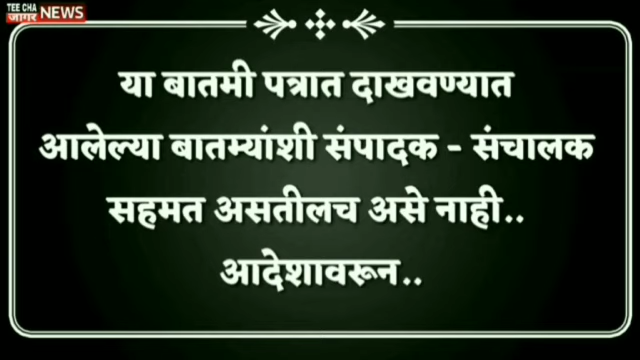 TEE CHA
जागर NEWS
या बातमी पत्रात दाखवण्यात
आलेल्या बातम्यांशी संपादक - संचालक
सहमत असतीलच असे नाही..
आदेशावरून..